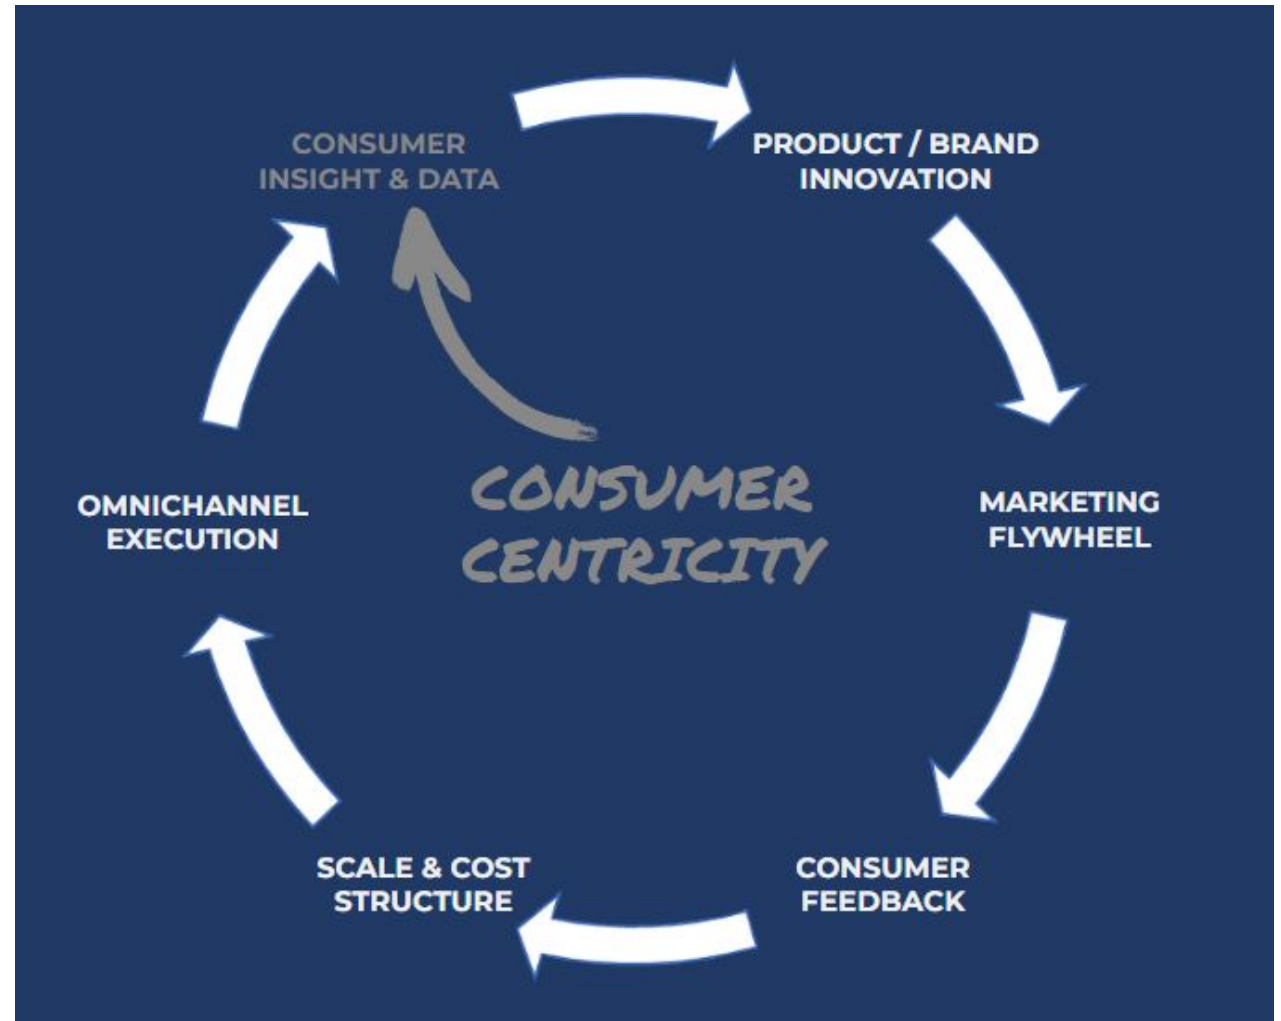 CONSUMER
INSIGHT & DATA
PRODUCT / BRAND
INNOVATION
MARKETING
FLYWHEEL
CONSUMER
FEEDBACK
SCALE & COST
STRUCTURE
OMNICHANNEL
EXECUTION
CONSUMER
CENTRICITY